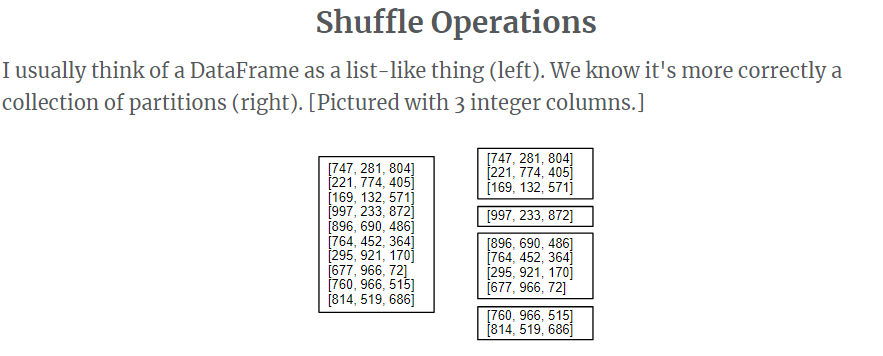 Shuffle Operations
I usually think of a DataFrame as a list-like thing (left). We know it's more correctly a
collection of partitions (right). [Pictured with 3 integer columns.]
[747, 281, 804]
[221, 774, 405]
[169, 132, 571]
[997, 233, 872]
[896, 690, 486]
[764, 452, 364]
[295, 921, 170]
[677, 966, 72]
[760, 966, 515]
[814, 519, 686]
[747, 281, 804]
[221, 774, 405]
[169, 132, 571]
[997, 233, 872]
[896, 690, 486]
[764, 452, 364]
[295, 921, 170]
[677, 966, 72]
[760, 966, 515]
[814, 519, 686]